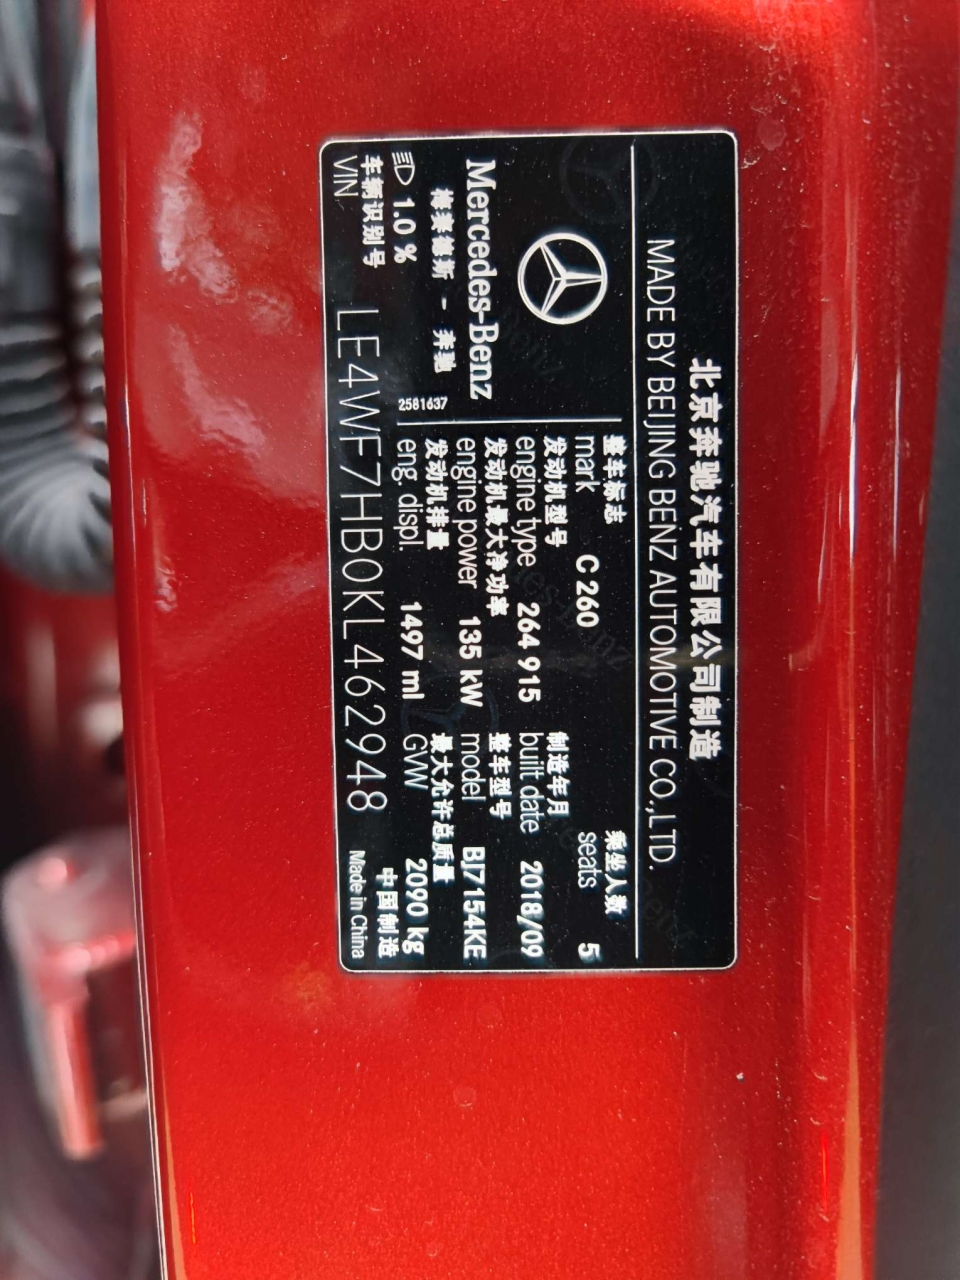 北京奔驰汽车有限公司制造
MADE BY BEIJING BENZ AUTOMOTIVE CO.,LTD.
Mercedes-Benz
梅赛德斯 - 奔驰
2581637
1.0 %
整车标志
mark C 260
乘坐人数
seats 5
发动机型号
engine type 264 915
制造年月
built date 2018/09
发动机最大净功率
engine power 135 kW
整车型号
model BJ7154KE
发动机排量
eng. displ. 1497 ml
最大允许总质量
GVW 2090 kg
车辆识别号
VIN LE4WF7HB0KL462948
中国制造
Made in China